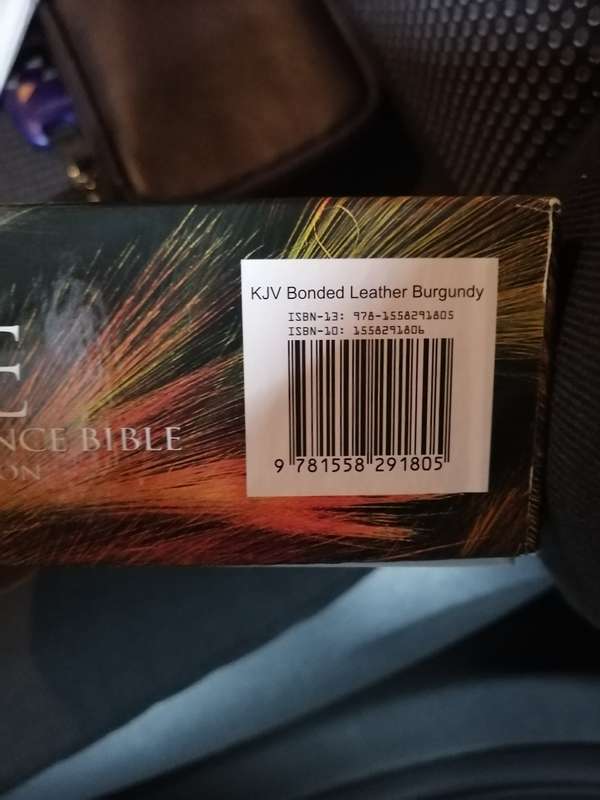 E
NCE BIBLE
ON
KJV Bonded Leather Burgundy
ISBN-13: 978-1558291805
ISBN-10: 1558291806
9 781558 291805